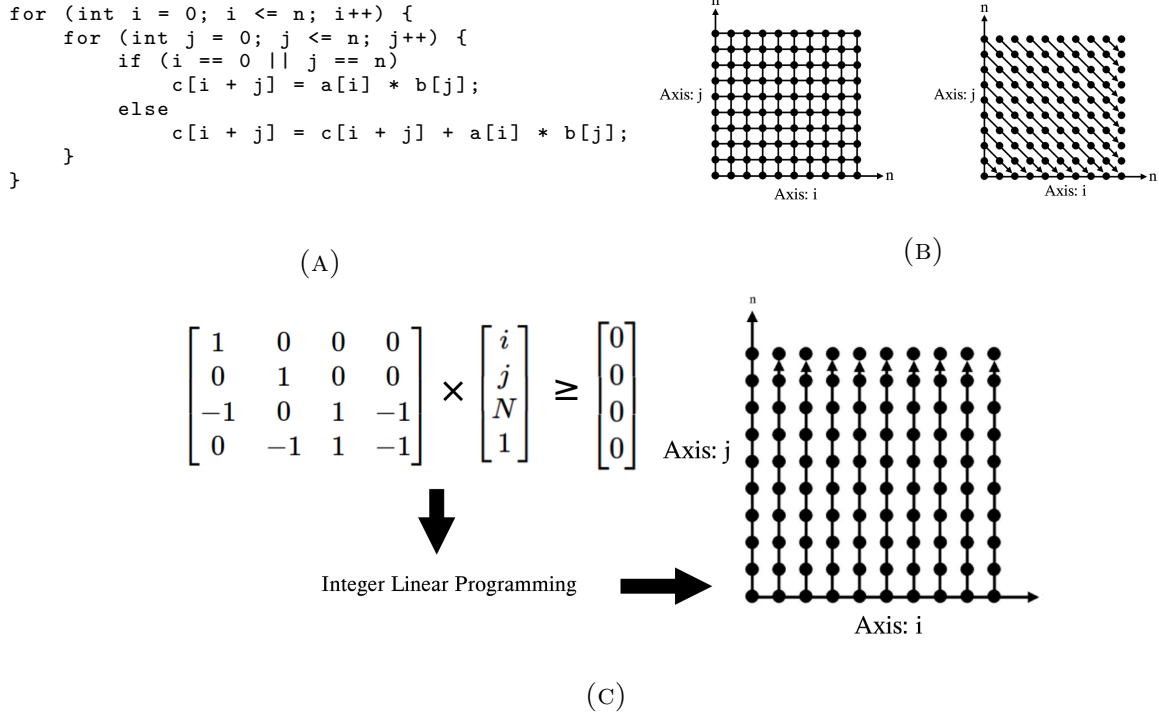 for (int i = 0; i <= n; i++) {
    for (int j = 0; j <= n; j++) {
        if (i == 0 || j == n)
            c[i + j] = a[i] * b[j];
        else
            c[i + j] = c[i + j] + a[i] * b[j];
    }
}
(A)
n
Axis: j
n
Axis: i
n
Axis: j
n
Axis: i
(B)
1 0 0 0
0 1 0 0
−1 0 1 −1
0 −1 1 −1
×
i
j
N
1
≥
0
0
0
0
Integer Linear Programming
n
Axis: j
Axis: i
(C)